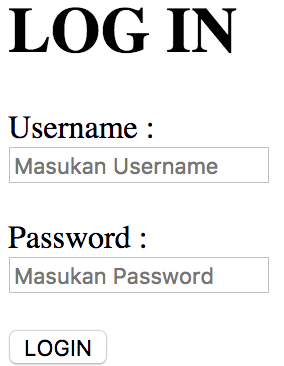 LOG IN
Username :
Masukan Username
Password :
Masukan Password
LOGIN